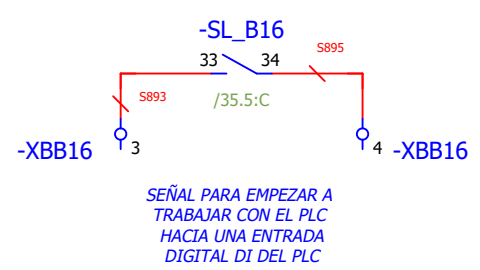 -SL_B16
33 34
S895
S893
/35.5:C
-XBB16 3
4 -XBB16
SEÑAL PARA EMPEZAR A
TRABAJAR CON EL PLC
HACIA UNA ENTRADA
DIGITAL DI DEL PLC